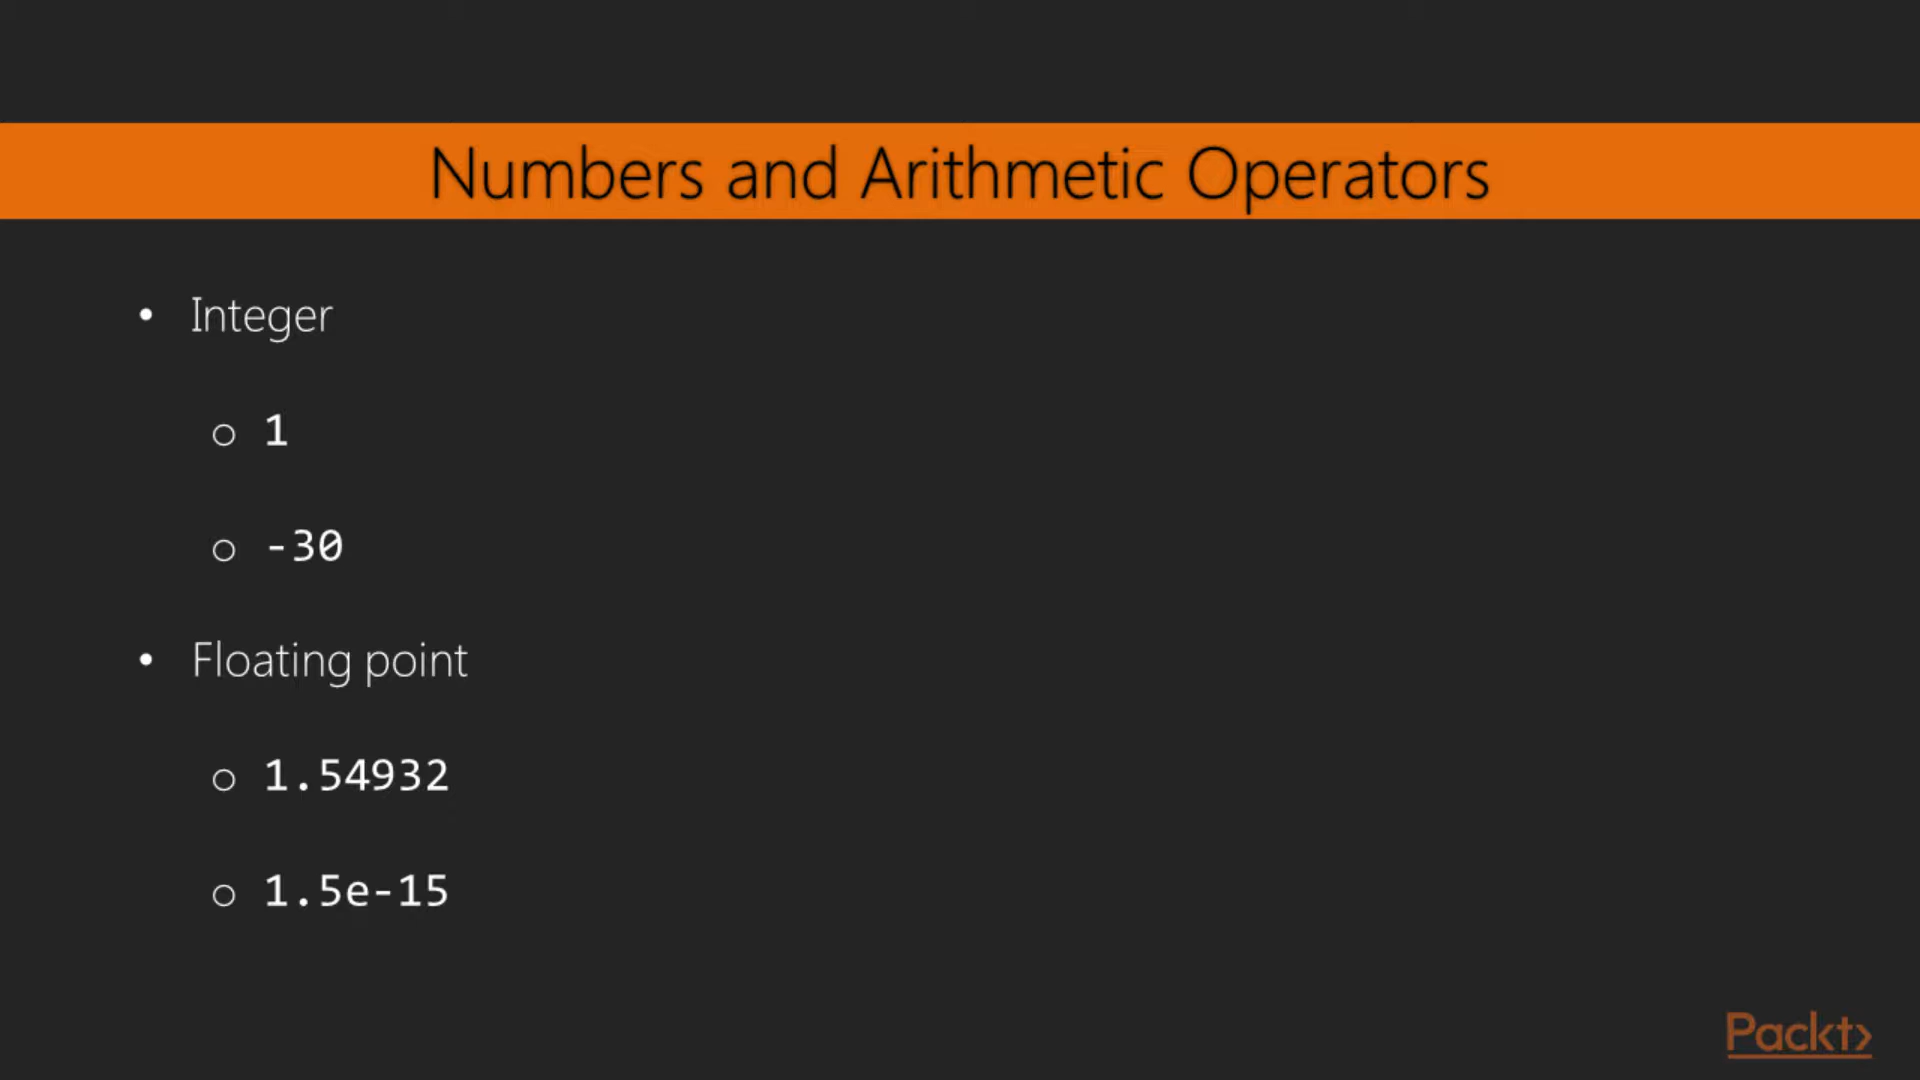 Numbers and Arithmetic Operators
• Integer
○ 1
○ -30
• Floating point
○ 1.54932
○ 1.5e-15
Packt>